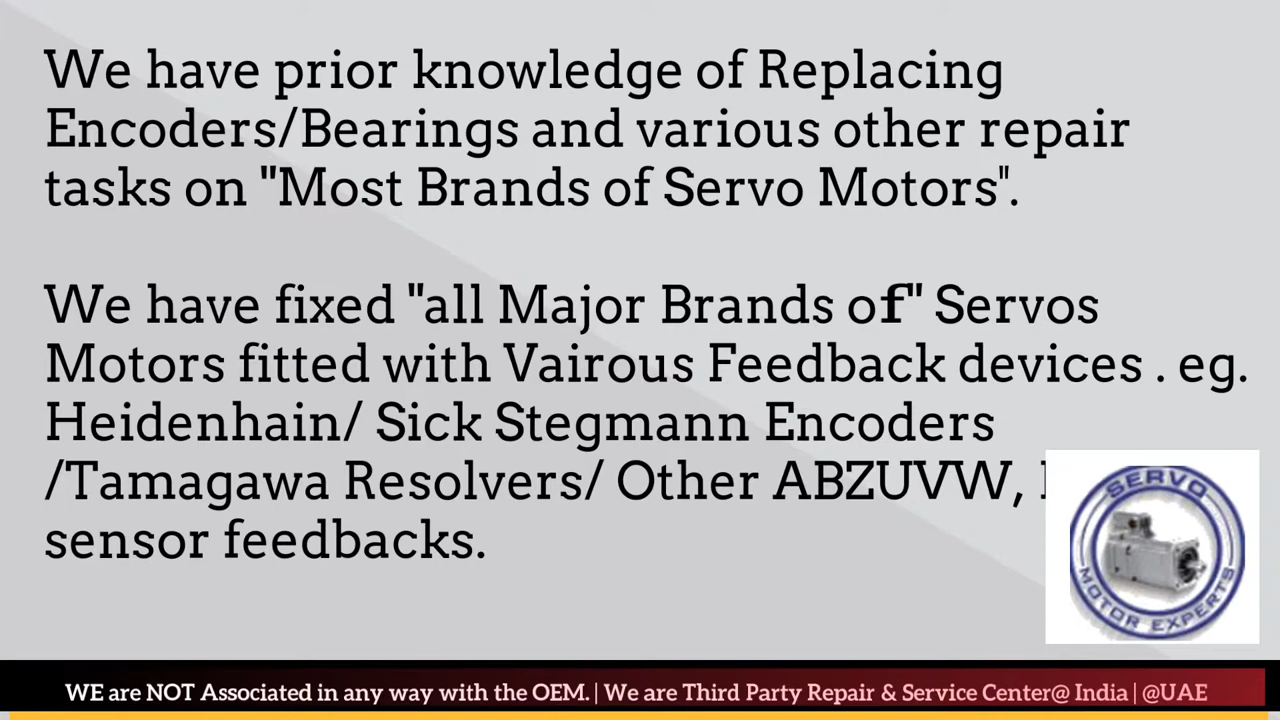 We have prior knowledge of Replacing
Encoders/Bearings and various other repair
tasks on "Most Brands of Servo Motors".
We have fixed "all Major Brands of" Servos
Motors fitted with Vairous Feedback devices . eg.
Heidenhain/ Sick Stegmann Encoders
/Tamagawa Resolvers/ Other ABZUVW,
sensor feedbacks.
SERVO
MOTOR EXPERTS
WE are NOT Associated in any way with the OEM. | We are Third Party Repair & Service Center@ India | @UAE